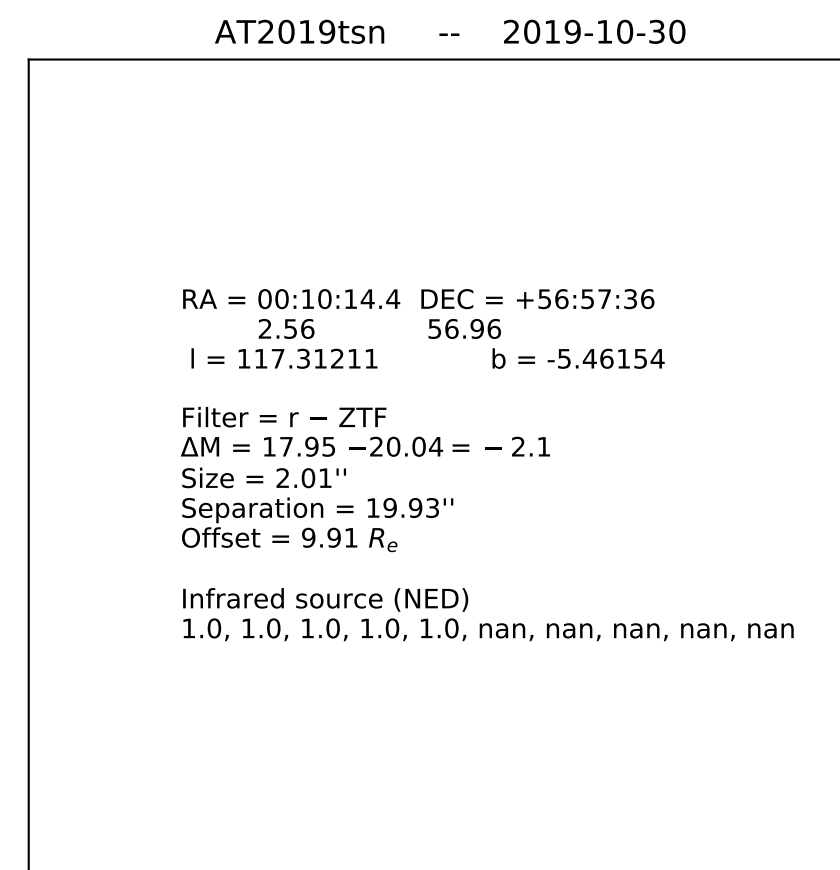 AT2019tsn -- 2019-10-30
RA = 00:10:14.4 DEC = +56:57:36
2.56 56.96
l = 117.31211 b = -5.46154
Filter = r − ZTF
ΔM = 17.95 −20.04 = − 2.1
Size = 2.01''
Separation = 19.93''
Offset = 9.91 Re
Infrared source (NED)
1.0, 1.0, 1.0, 1.0, 1.0, nan, nan, nan, nan, nan